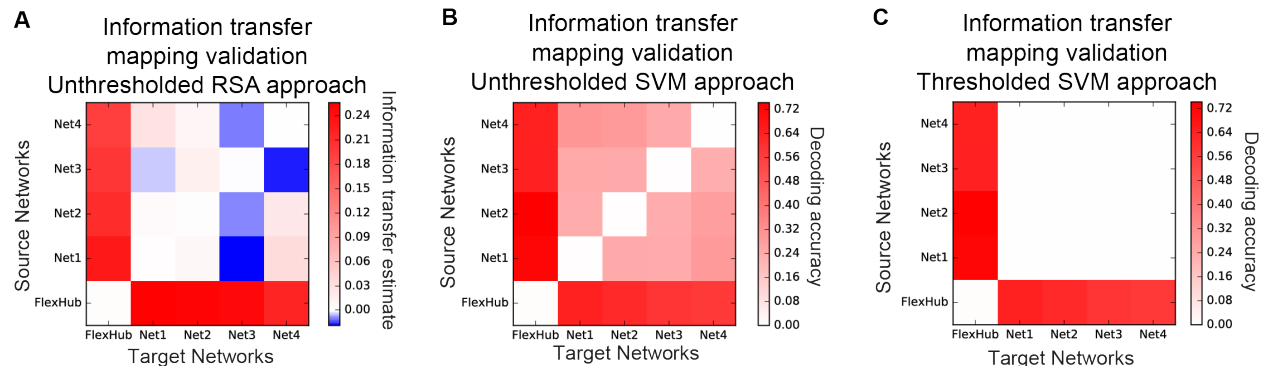 A
Information transfer
mapping validation
Unthresholded RSA approach
Source Networks
Net4
Net3
Net2
Net1
FlexHub
FlexHub Net1 Net2 Net3 Net4
Target Networks
0.24
0.21
0.18
0.15
0.12
0.09
0.06
0.03
0.00
Information transfer estimate
B
Information transfer
mapping validation
Unthresholded SVM approach
Source Networks
Net4
Net3
Net2
Net1
FlexHub
FlexHub Net1 Net2 Net3 Net4
Target Networks
0.72
0.64
0.56
0.48
0.40
0.32
0.24
0.16
0.08
0.00
Decoding accuracy
C
Information transfer
mapping validation
Thresholded SVM approach
Source Networks
Net4
Net3
Net2
Net1
FlexHub
FlexHub Net1 Net2 Net3 Net4
Target Networks
0.72
0.64
0.56
0.48
0.40
0.32
0.24
0.16
0.08
0.00
Decoding accuracy